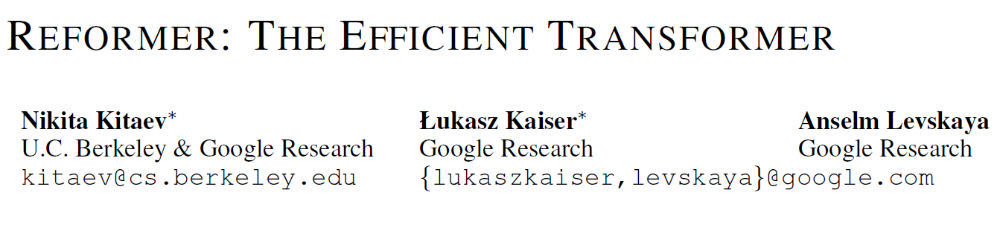 REFORMER: THE EFFICIENT TRANSFORMER
Nikita Kitaev* Łukasz Kaiser* Anselm Levskaya
U.C. Berkeley & Google Research Google Research Google Research
kitaev@cs.berkeley.edu {lukaszkaiser,levskaya}@google.com